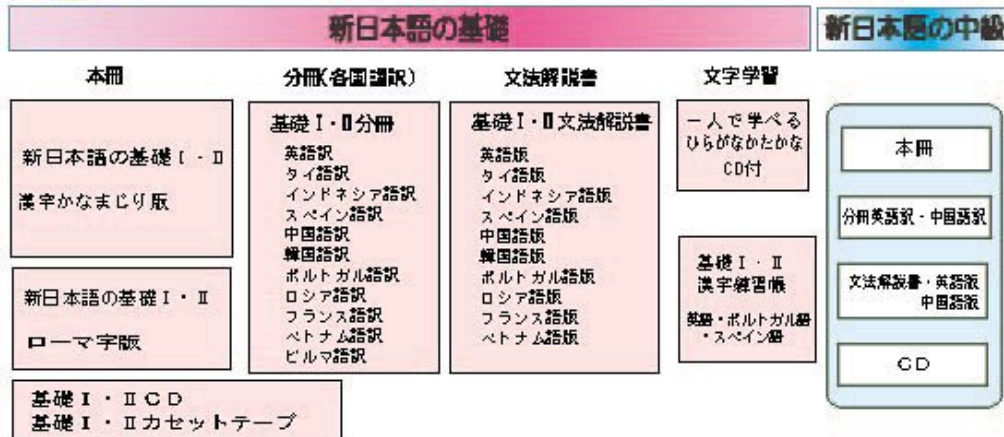 新日本語の基礎
新日本語の中級
本冊
新日本語の基礎Ⅰ・Ⅱ
漢字かなまじり版
新日本語の基礎Ⅰ・Ⅱ
ローマ字版
基礎Ⅰ・ⅡCD
基礎Ⅰ・Ⅱカセットテープ
分冊(各国語訳)
基礎Ⅰ・Ⅱ分冊
英語訳
タイ語訳
インドネシア語訳
スペイン語訳
中国語訳
韓国語訳
ポルトガル語訳
ロシア語訳
フランス語訳
ベトナム語訳
ビルマ語訳
文法解説書
基礎Ⅰ・Ⅱ文法解説書
英語版
タイ語版
インドネシア語版
スペイン語版
中国語版
韓国語版
ポルトガル語版
ロシア語版
フランス語版
ベトナム語版
文字学習
一人で学べる
ひらがなかたかな
CD付
基礎Ⅰ・Ⅱ
漢字練習帳
英語・ポルトガル語
・スペイン語
本冊
分冊英語訳・中国語訳
文法解説書・英語版
中国語版
CD